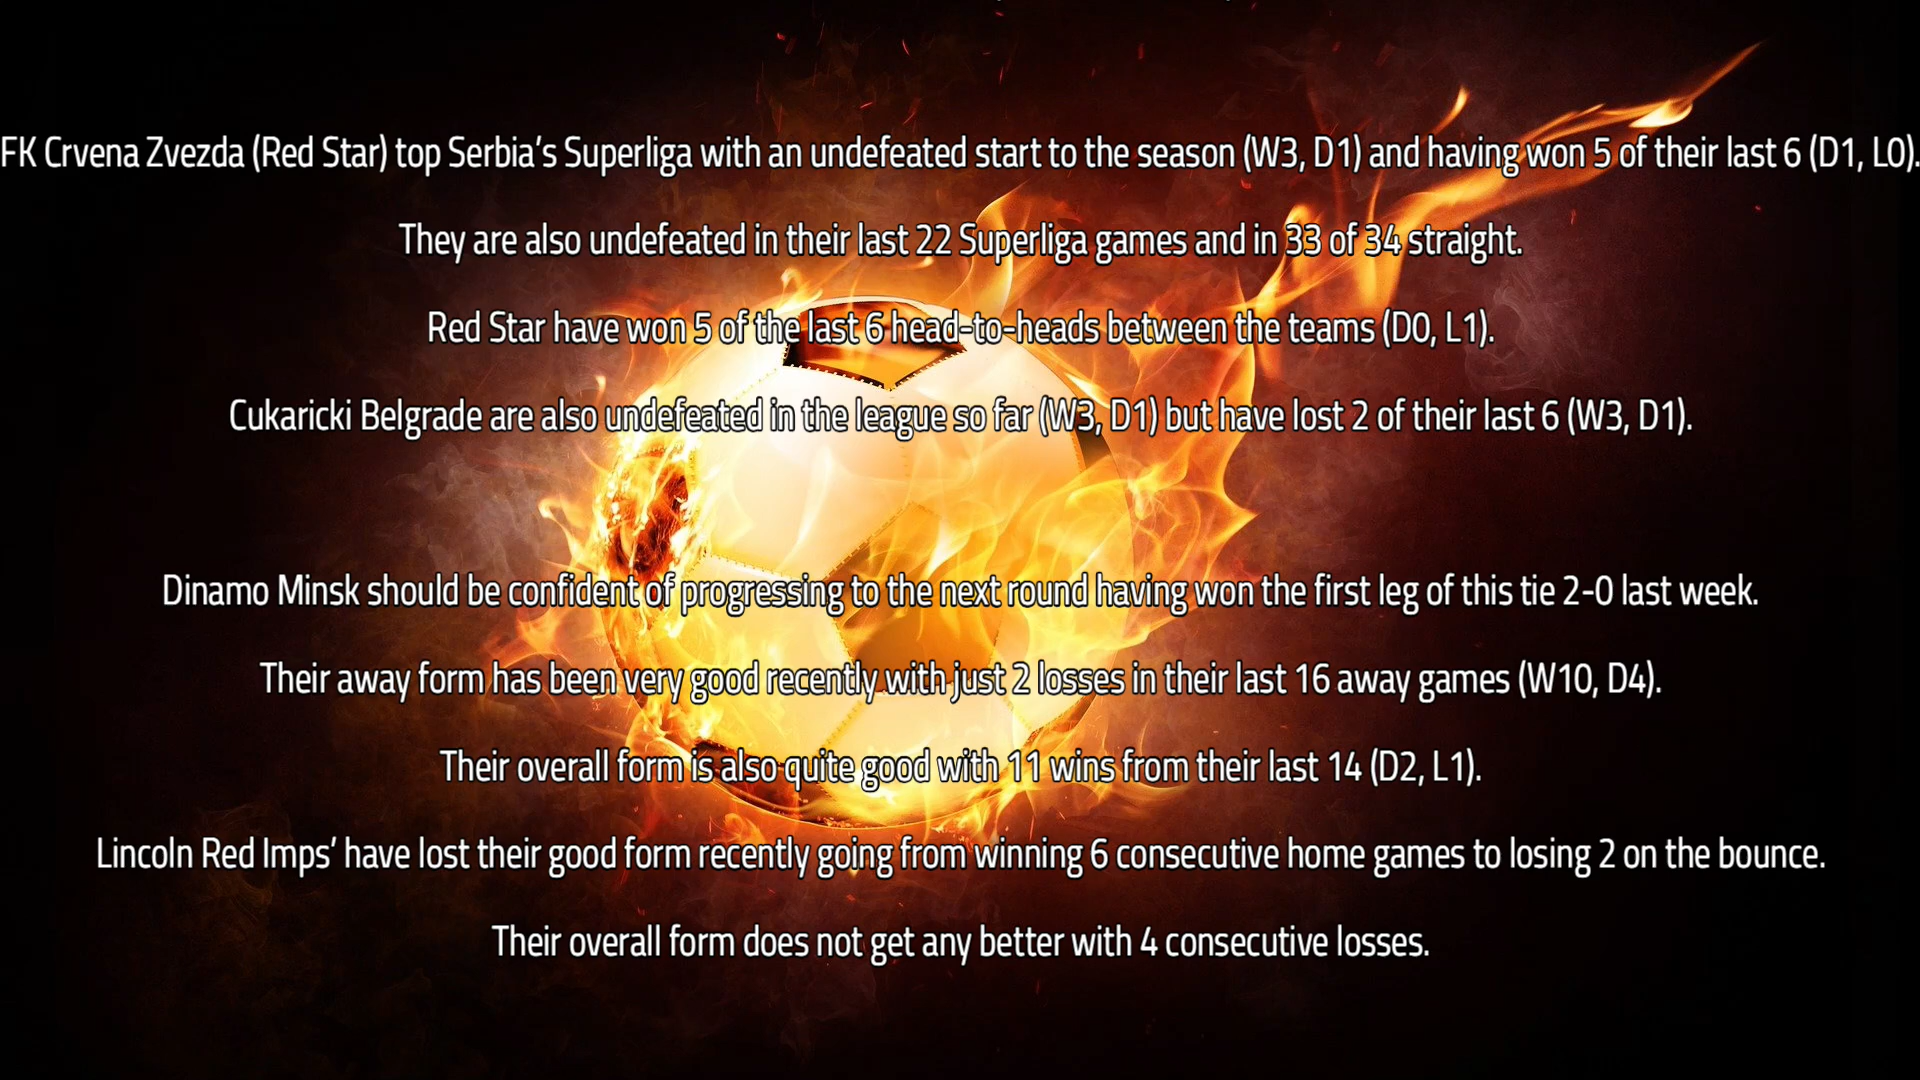 FK Crvena Zvezda (Red Star) top Serbia’s Superliga with an undefeated start to the season (W3, D1) and having won 5 of their last 6 (D1, L0).
They are also undefeated in their last 22 Superliga games and in 33 of 34 straight.
Red Star have won 5 of the last 6 head-to-heads between the teams (D0, L1).
Cukaricki Belgrade are also undefeated in the league so far (W3, D1) but have lost 2 of their last 6 (W3, D1).
Dinamo Minsk should be confident of progressing to the next round having won the first leg of this tie 2-0 last week.
Their away form has been very good recently with just 2 losses in their last 16 away games (W10, D4).
Their overall form is also quite good with 11 wins from their last 14 (D2, L1).
Lincoln Red Imps’ have lost their good form recently going from winning 6 consecutive home games to losing 2 on the bounce.
Their overall form does not get any better with 4 consecutive losses.